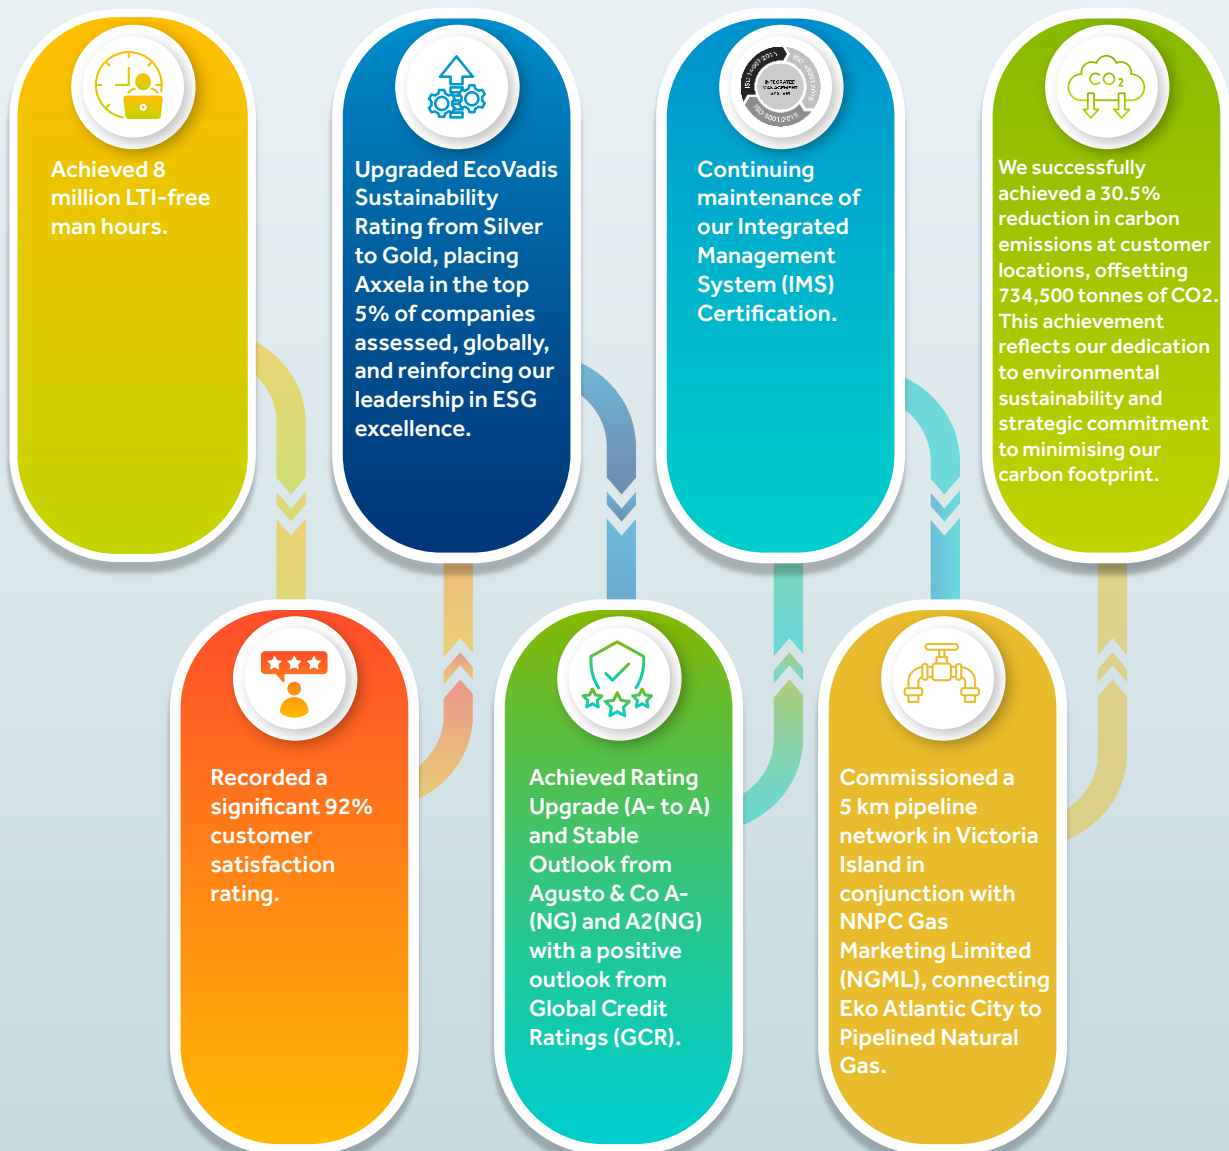 Achieved 8
million LTI-free
man hours.
Recorded a
significant 92%
customer
satisfaction
rating.
Upgraded EcoVadis
Sustainability
Rating from Silver
to Gold, placing
Axxela in the top
5% of companies
assessed, globally,
and reinforcing our
leadership in ESG
excellence.
Achieved Rating
Upgrade (A- to A)
and Stable
Outlook from
Agusto & Co A-
(NG) and A2(NG)
with a positive
outlook from
Global Credit
Ratings (GCR).
INTEGRATED
MANAGEMENT
SYSTEM
ISO 9001:2015
Continuing
maintenance of
our Integrated
Management
System (IMS)
Certification.
Commissioned a
5 km pipeline
network in Victoria
Island in
conjunction with
NNPC Gas
Marketing Limited
(NGML), connecting
Eko Atlantic City to
Pipelined Natural
Gas.
CO2
We successfully
achieved a 30.5%
reduction in carbon
emissions at customer
locations, offsetting
734,500 tonnes of CO2.
This achievement
reflects our dedication
to environmental
sustainability and
strategic commitment
to minimising our
carbon footprint.